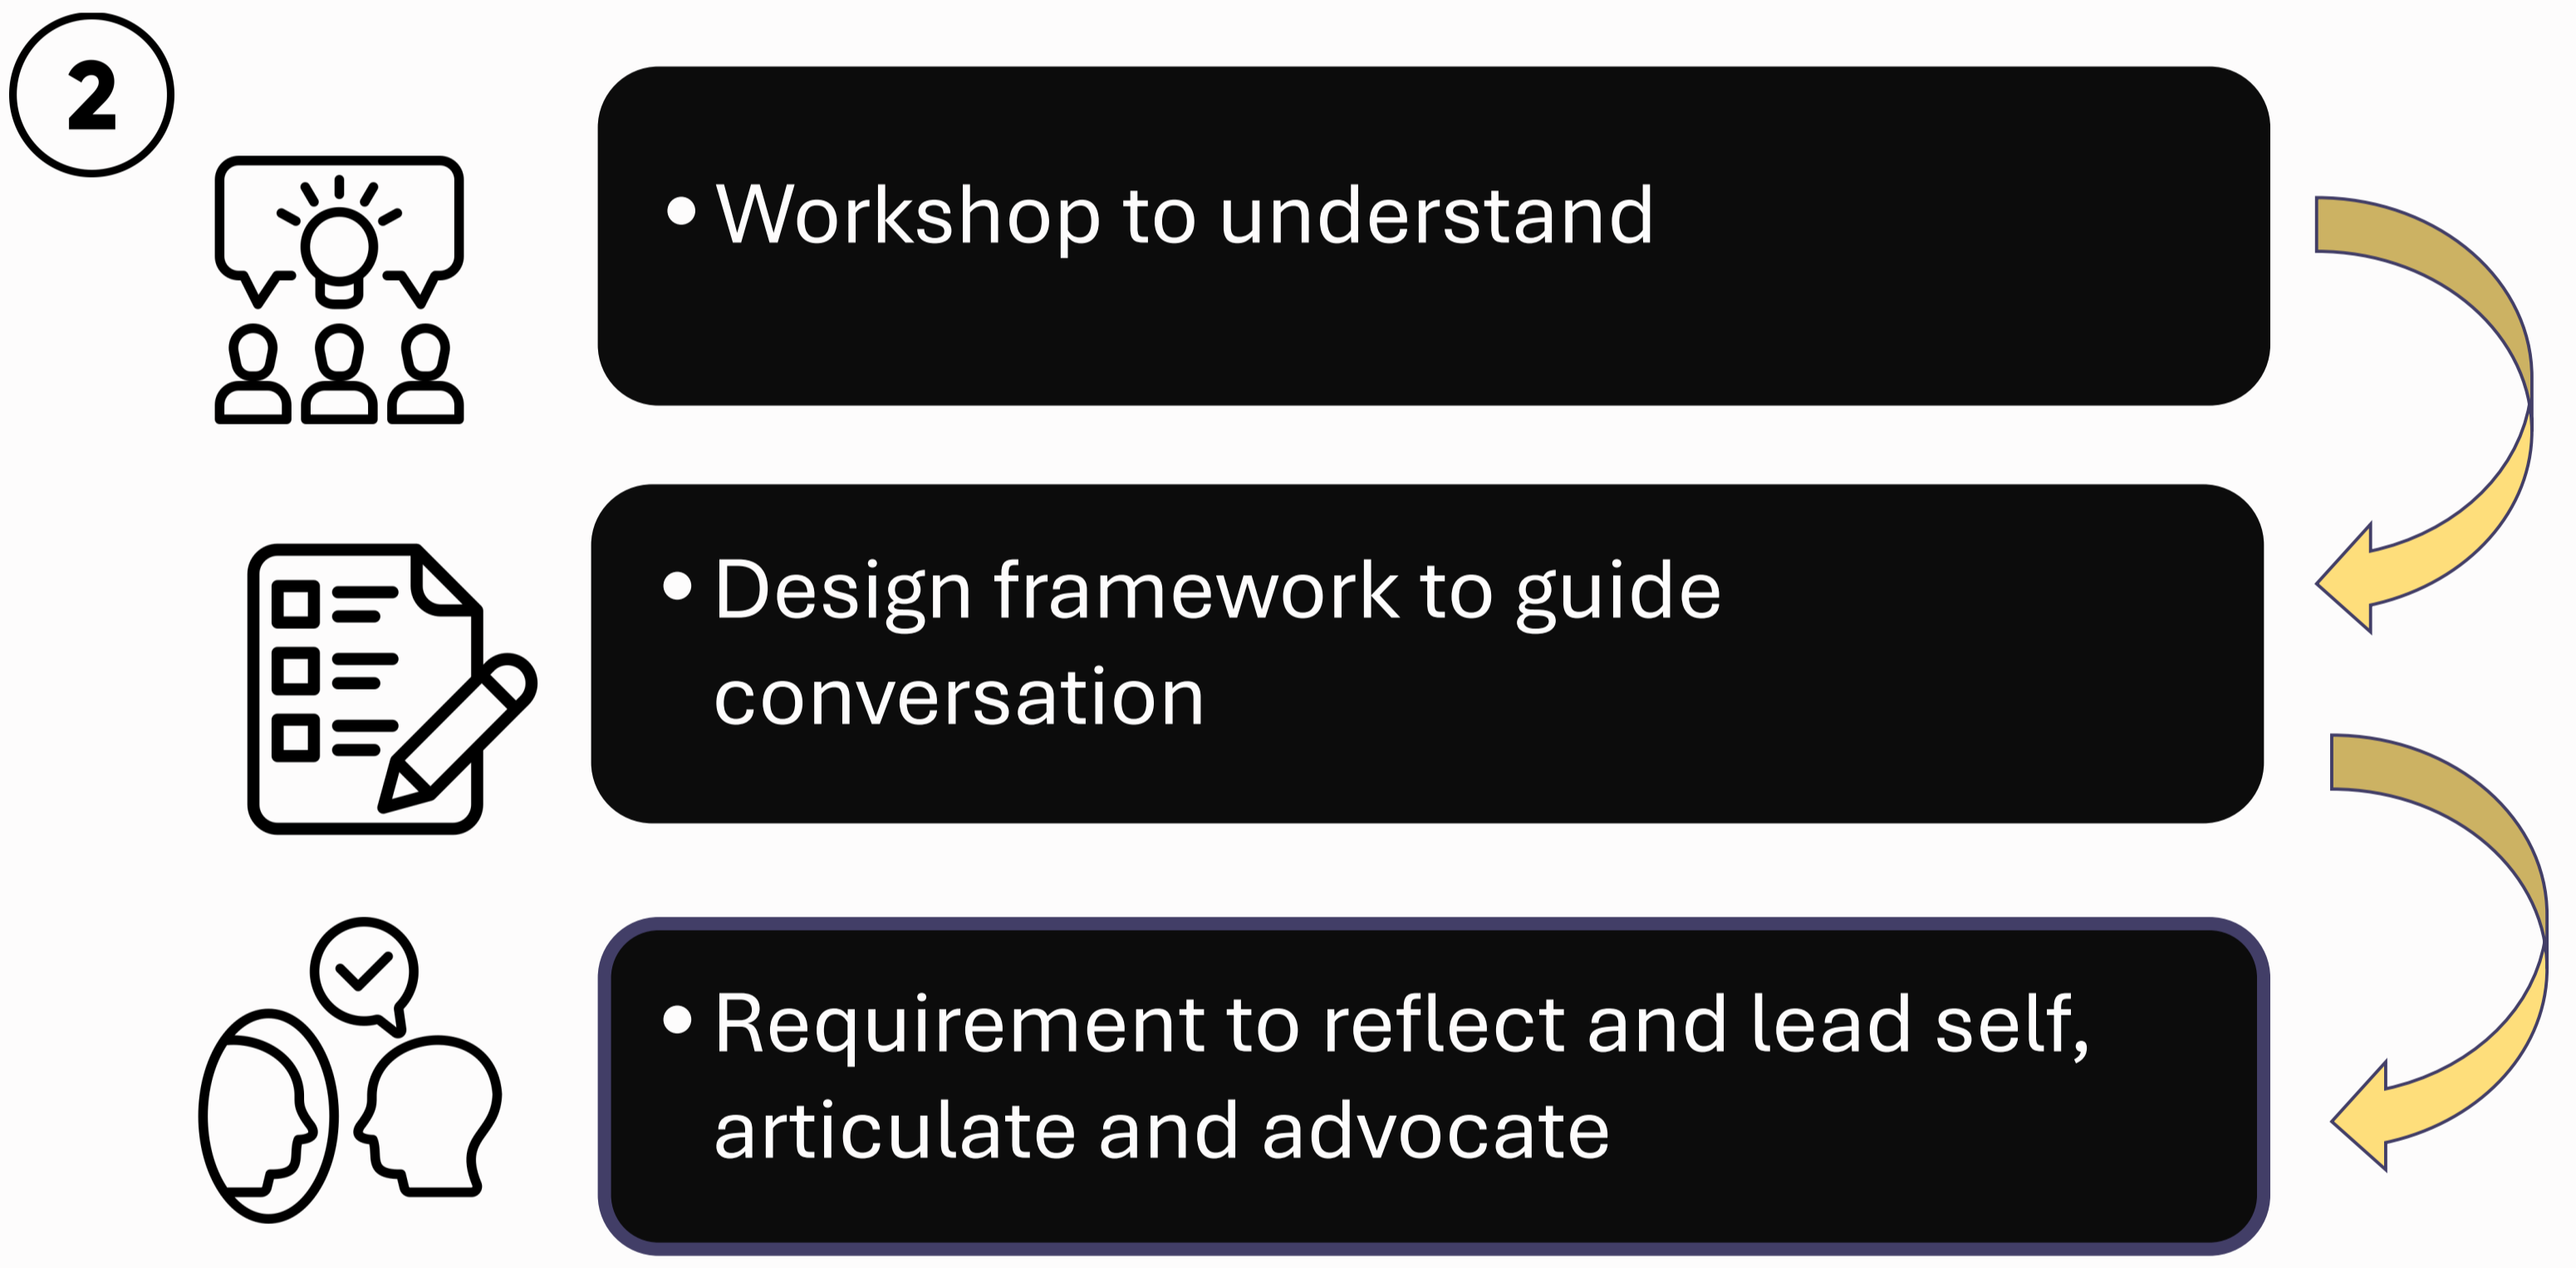 2
• Workshop to understand
• Design framework to guide
conversation
• Requirement to reflect and lead self,
articulate and advocate